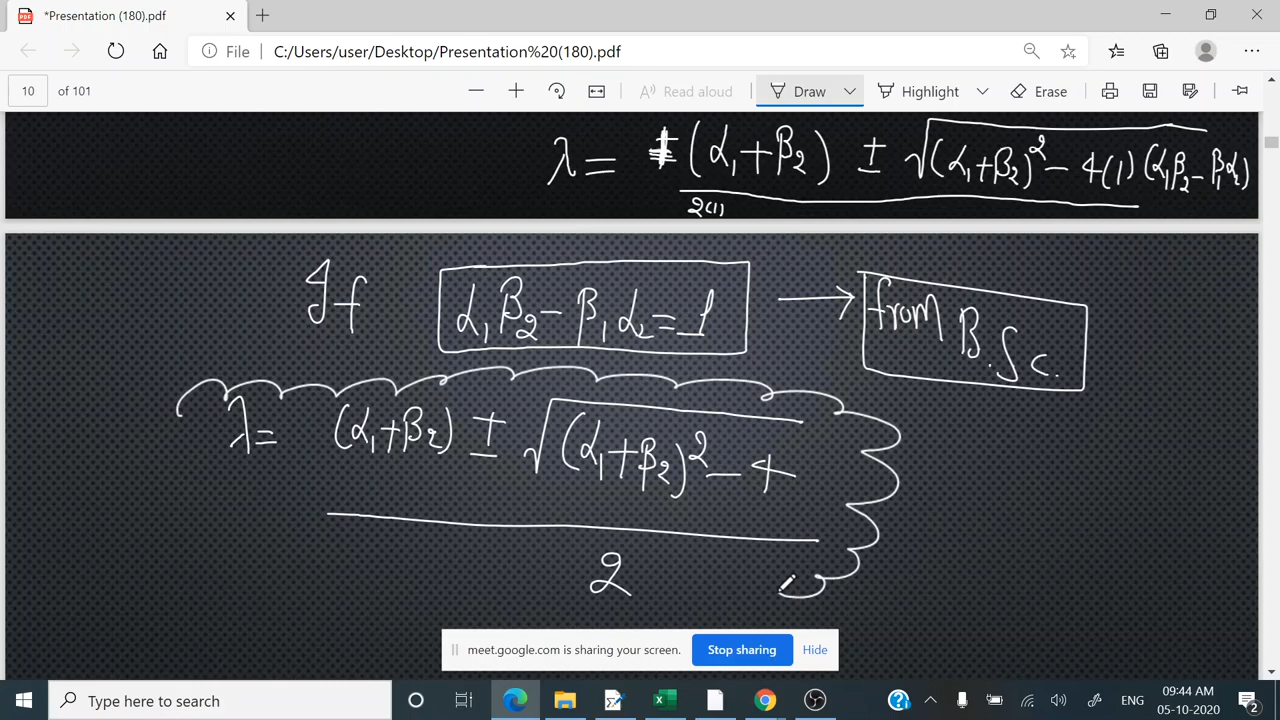 *Presentation (180).pdf
File C:/Users/user/Desktop/Presentation%20(180).pdf
10 of 101 Read aloud Draw Highlight Erase
λ = (α₁+β₂) ± √(α₁+β₂)² − 4(1)(α₁β₂ − β₁α₂)
2(1)
If α₁β₂ − β₁α₂ = 1 → from B.Sc.
λ = (α₁+β₂) ± √(α₁+β₂)² − 4
2
meet.google.com is sharing your screen. Stop sharing Hide
Type here to search
ENG
09:44 AM
05-10-2020
2